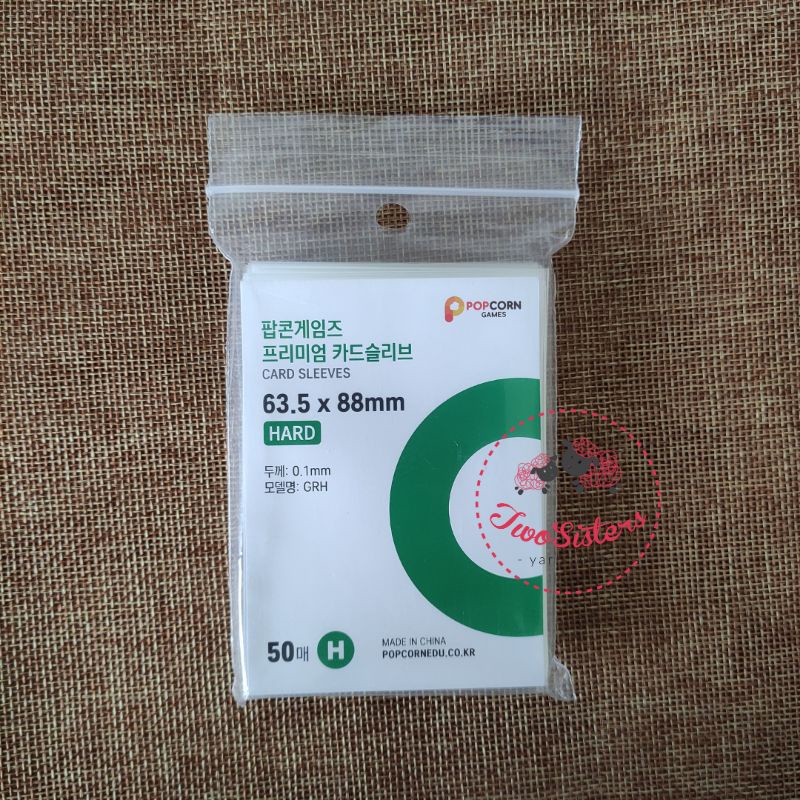 POPCORN
GAMES
팝콘게임즈
프리미엄 카드슬리브
CARD SLEEVES
63.5 x 88mm
HARD
두께: 0.1mm
모델명: GRH
TwoSisters
50매 H
MADE IN CHINA
POPCORNEDU.CO.KR